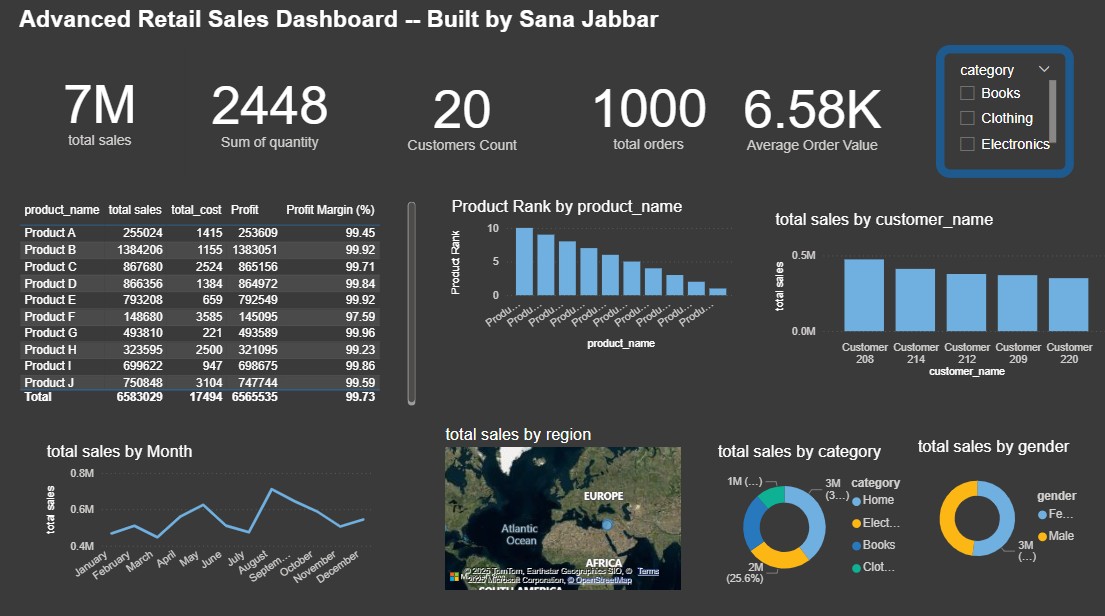 Advanced Retail Sales Dashboard -- Built by Sana Jabbar
7M
total sales
2448
Sum of quantity
20
Customers Count
1000
total orders
6.58K
Average Order Value
category
Books
Clothing
Electronics
product_name total sales total_cost Profit Profit Margin (%)
Product A 255024 1415 253609 99.45
Product B 1384206 1155 1383051 99.92
Product C 867680 2524 865156 99.71
Product D 866356 1384 864972 99.84
Product E 793208 659 792549 99.92
Product F 148680 3585 145095 97.59
Product G 493810 221 493589 99.96
Product H 323595 2500 321095 99.23
Product I 699622 947 698675 99.86
Product J 750848 3104 747744 99.59
Total 6583029 17494 6565535 99.73
Product Rank by product_name
Product Rank
10
5
0
Produ... Produ... Produ... Produ... Produ... Produ... Produ... Produ... Produ...
product_name
total sales by customer_name
total sales
0.5M
0.0M
Customer 208
Customer 214
Customer 212
Customer 209
Customer 220
customer_name
total sales by Month
total sales
0.8M
0.6M
0.4M
January February March April May June July August Septem... October November December
total sales by region
EUROPE
Atlantic
Ocean
AFRICA
© 2025 TomTom, Earthstar Geographics SIO, © Terms
2025 Microsoft Corporation, © OpenStreetMap
SOUTH AMERICA
total sales by category
1M (...)
3M
(3...)
2M
(25.6%)
category
Home
Elect...
Books
Clot...
total sales by gender
3M
(...)
gender
Fe...
Male